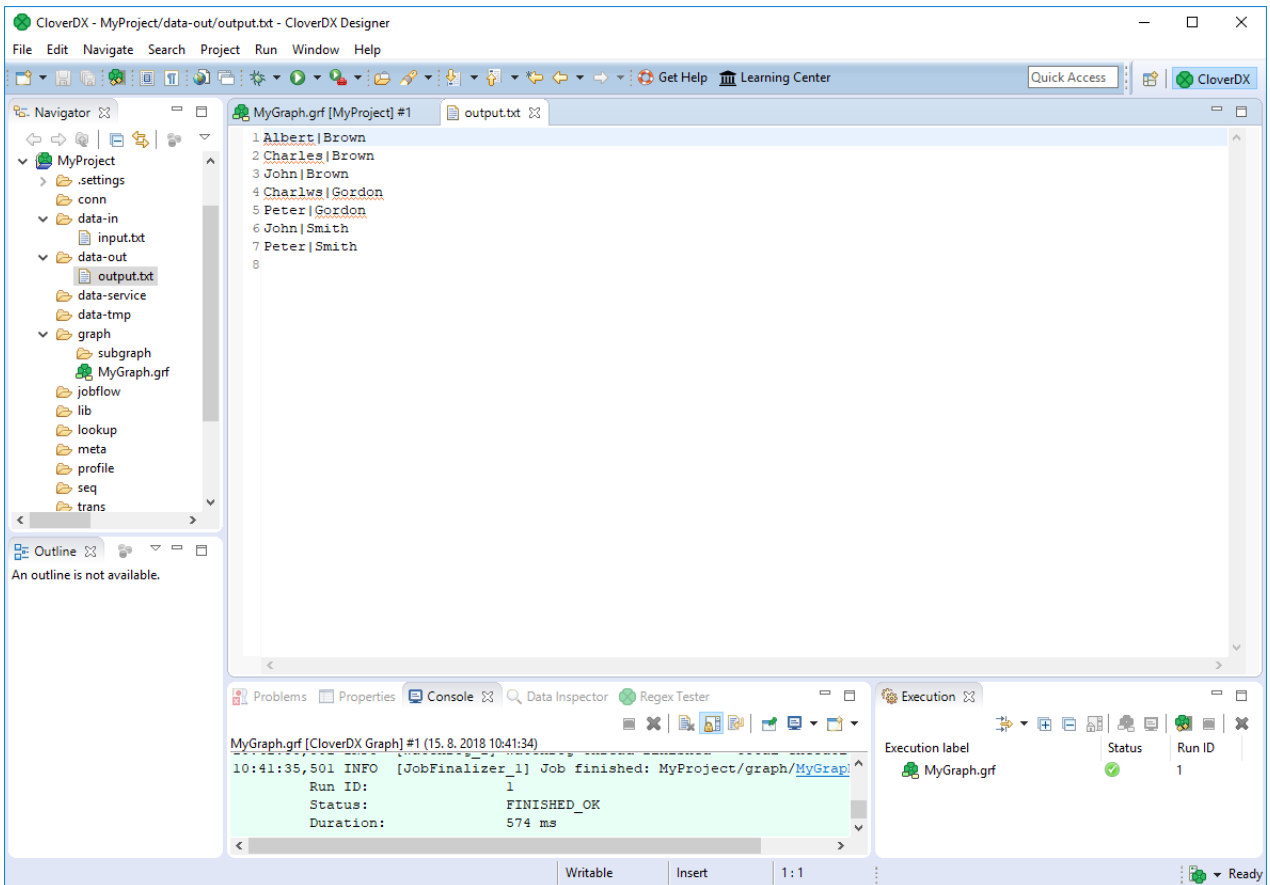 CloverDX - MyProject/data-out/output.txt - CloverDX Designer
File Edit Navigate Search Project Run Window Help
Get Help Learning Center Quick Access CloverDX
Navigator
MyProject
.settings
conn
data-in
input.txt
data-out
output.txt
data-service
data-tmp
graph
subgraph
MyGraph.grf
jobflow
lib
lookup
meta
profile
seq
trans
Outline
An outline is not available.
MyGraph.grf [MyProject] #1 output.txt
1 Albert|Brown
2 Charles|Brown
3 John|Brown
4 Charlws|Gordon
5 Peter|Gordon
6 John|Smith
7 Peter|Smith
8
Problems Properties Console Data Inspector Regex Tester
MyGraph.grf [CloverDX Graph] #1 (15. 8. 2018 10:41:34)
10:41:35,501 INFO [JobFinalizer_1] Job finished: MyProject/graph/MyGrap
Run ID: 1
Status: FINISHED_OK
Duration: 574 ms
Execution
Execution label Status Run ID
MyGraph.grf 1
Writable Insert 1 : 1 Ready